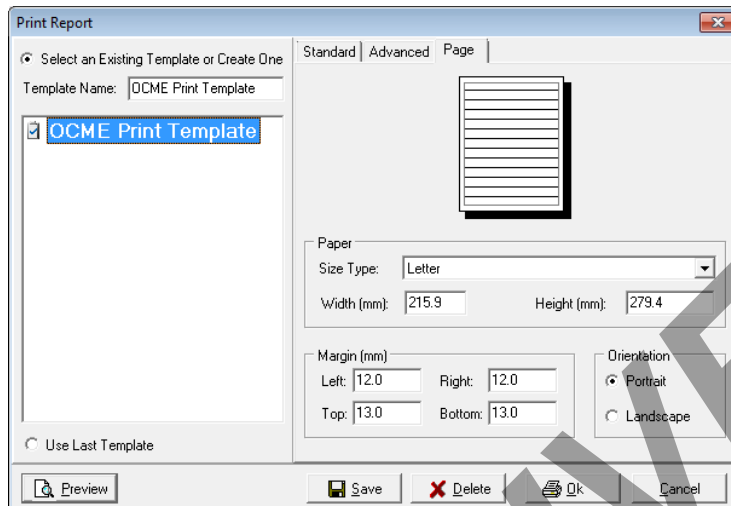 Print Report
Select an Existing Template or Create One
Template Name: OCME Print Template
OCME Print Template
Use Last Template
Standard Advanced Page
Paper
Size Type: Letter
Width (mm): 215.9 Height (mm): 279.4
Margin (mm)
Left: 12.0 Right: 12.0
Top: 13.0 Bottom: 13.0
Orientation
Portrait
Landscape
Preview Save Delete Ok Cancel